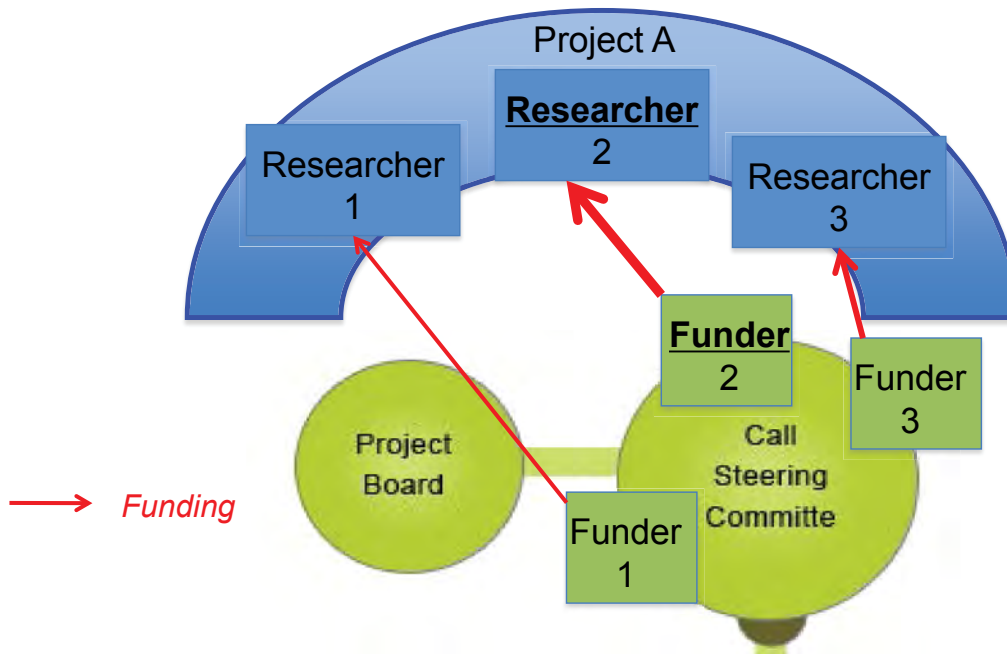 Project A
Researcher
1
Researcher
2
Researcher
3
Funder
2
Funder
3
Project
Board
Call
Steering
Committe
Funder
1
Funding